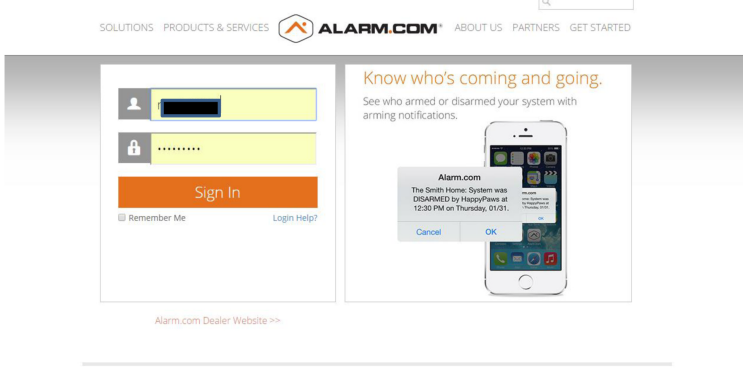 SOLUTIONS PRODUCTS & SERVICES ALARM.COM® ABOUT US PARTNERS GET STARTED
Know who's coming and going.
See who armed or disarmed your system with
arming notifications.
Sign In
Remember Me Login Help?
Alarm.com
The Smith Home: System was
DISARMED by HappyPaws at
12:30 PM on Thursday, 01/31.
Cancel OK
OK
Alarm.com Dealer Website >>